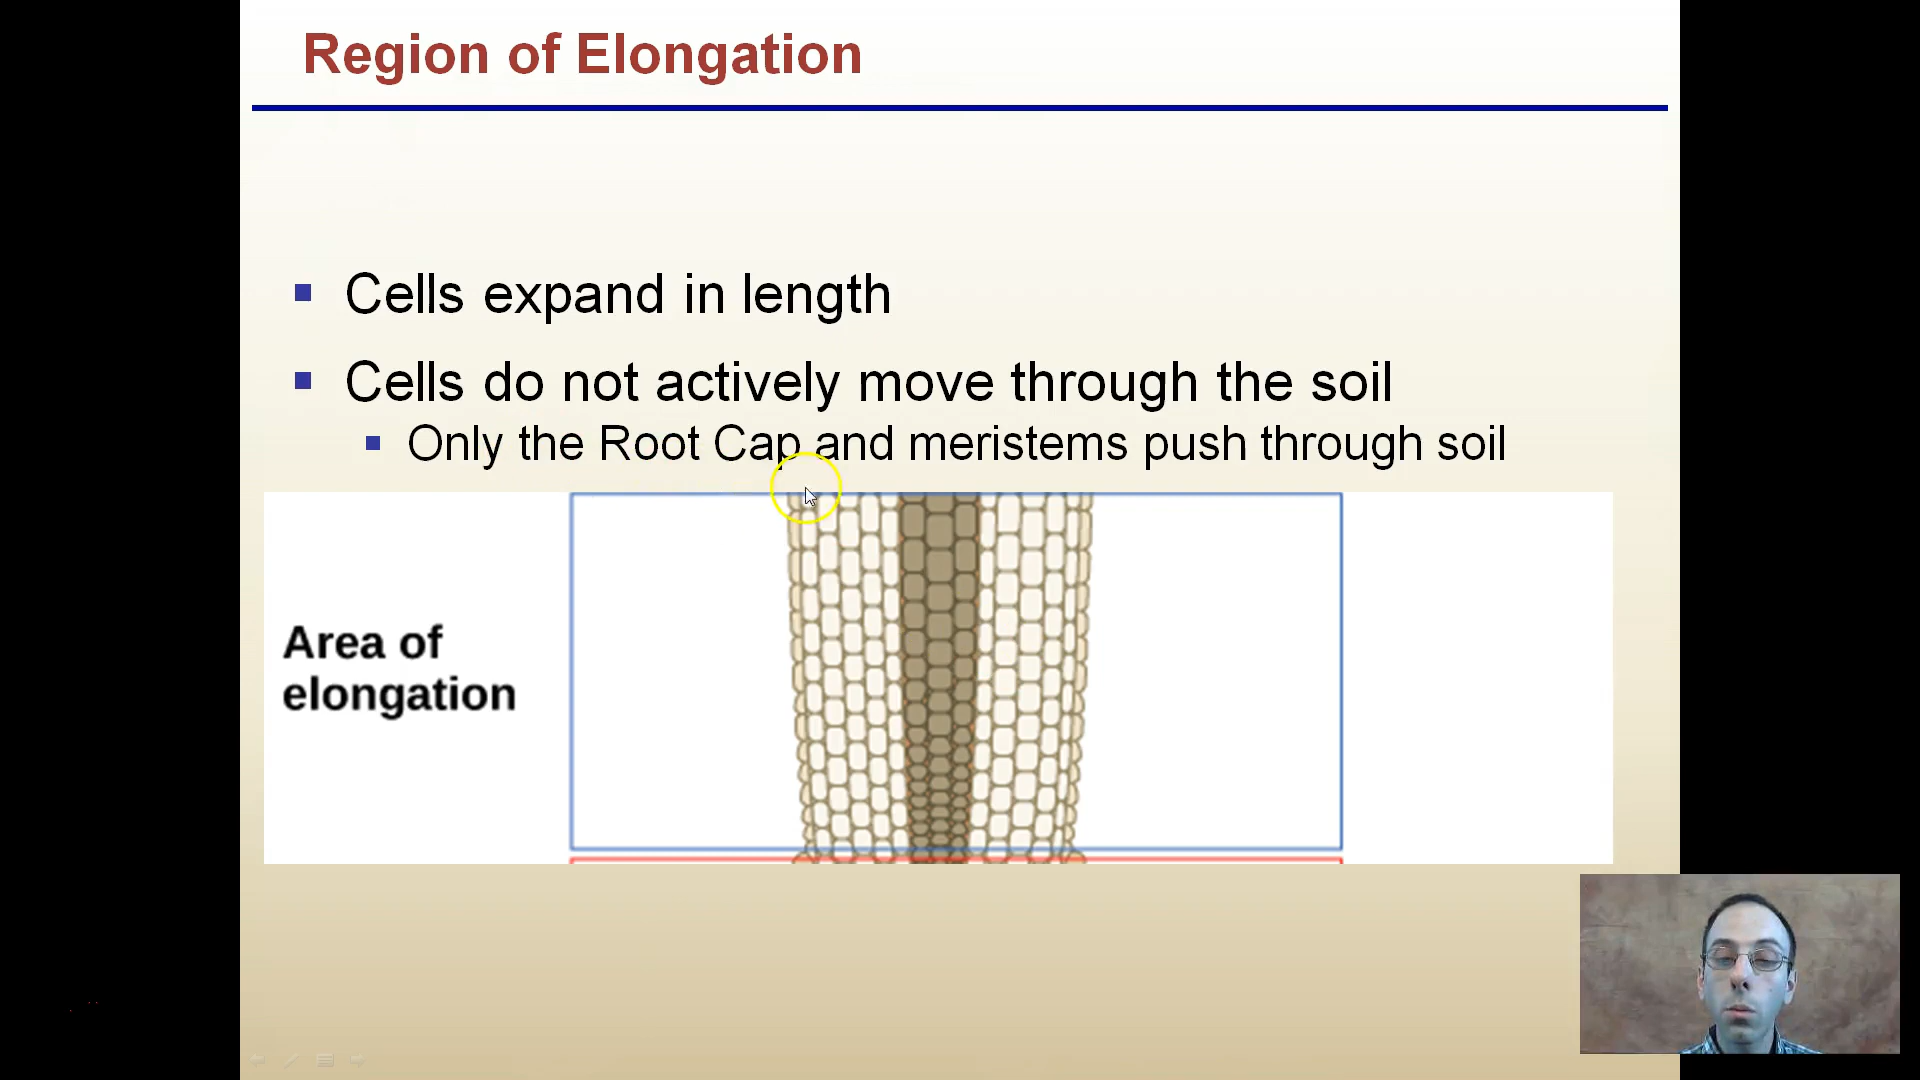 Region of Elongation
Cells expand in length
Cells do not actively move through the soil
Only the Root Cap and meristems push through soil
Area of
elongation